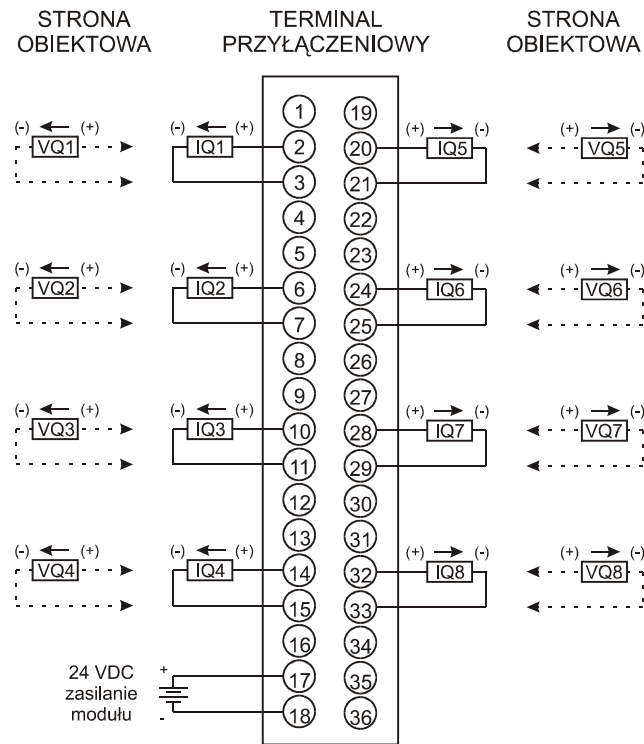 STRONA
OBIEKTOWA
TERMINAL
PRZYŁĄCZENIOWY
STRONA
OBIEKTOWA
1 19
(-) (+) (-) (+) 2 20 (+) (-) (+) (-)
VQ1 IQ1 IQ5 VQ5
3 21
4 22
5 23
(-) (+) (-) (+) 6 24 (+) (-) (+) (-)
VQ2 IQ2 IQ6 VQ6
7 25
8 26
9 27
(-) (+) (-) (+) 10 28 (+) (-) (+) (-)
VQ3 IQ3 IQ7 VQ7
11 29
12 30
13 31
(-) (+) (-) (+) 14 32 (+) (-) (+) (-)
VQ4 IQ4 IQ8 VQ8
15 33
16 34
24 VDC + 17 35
zasilanie
modułu - 18 36